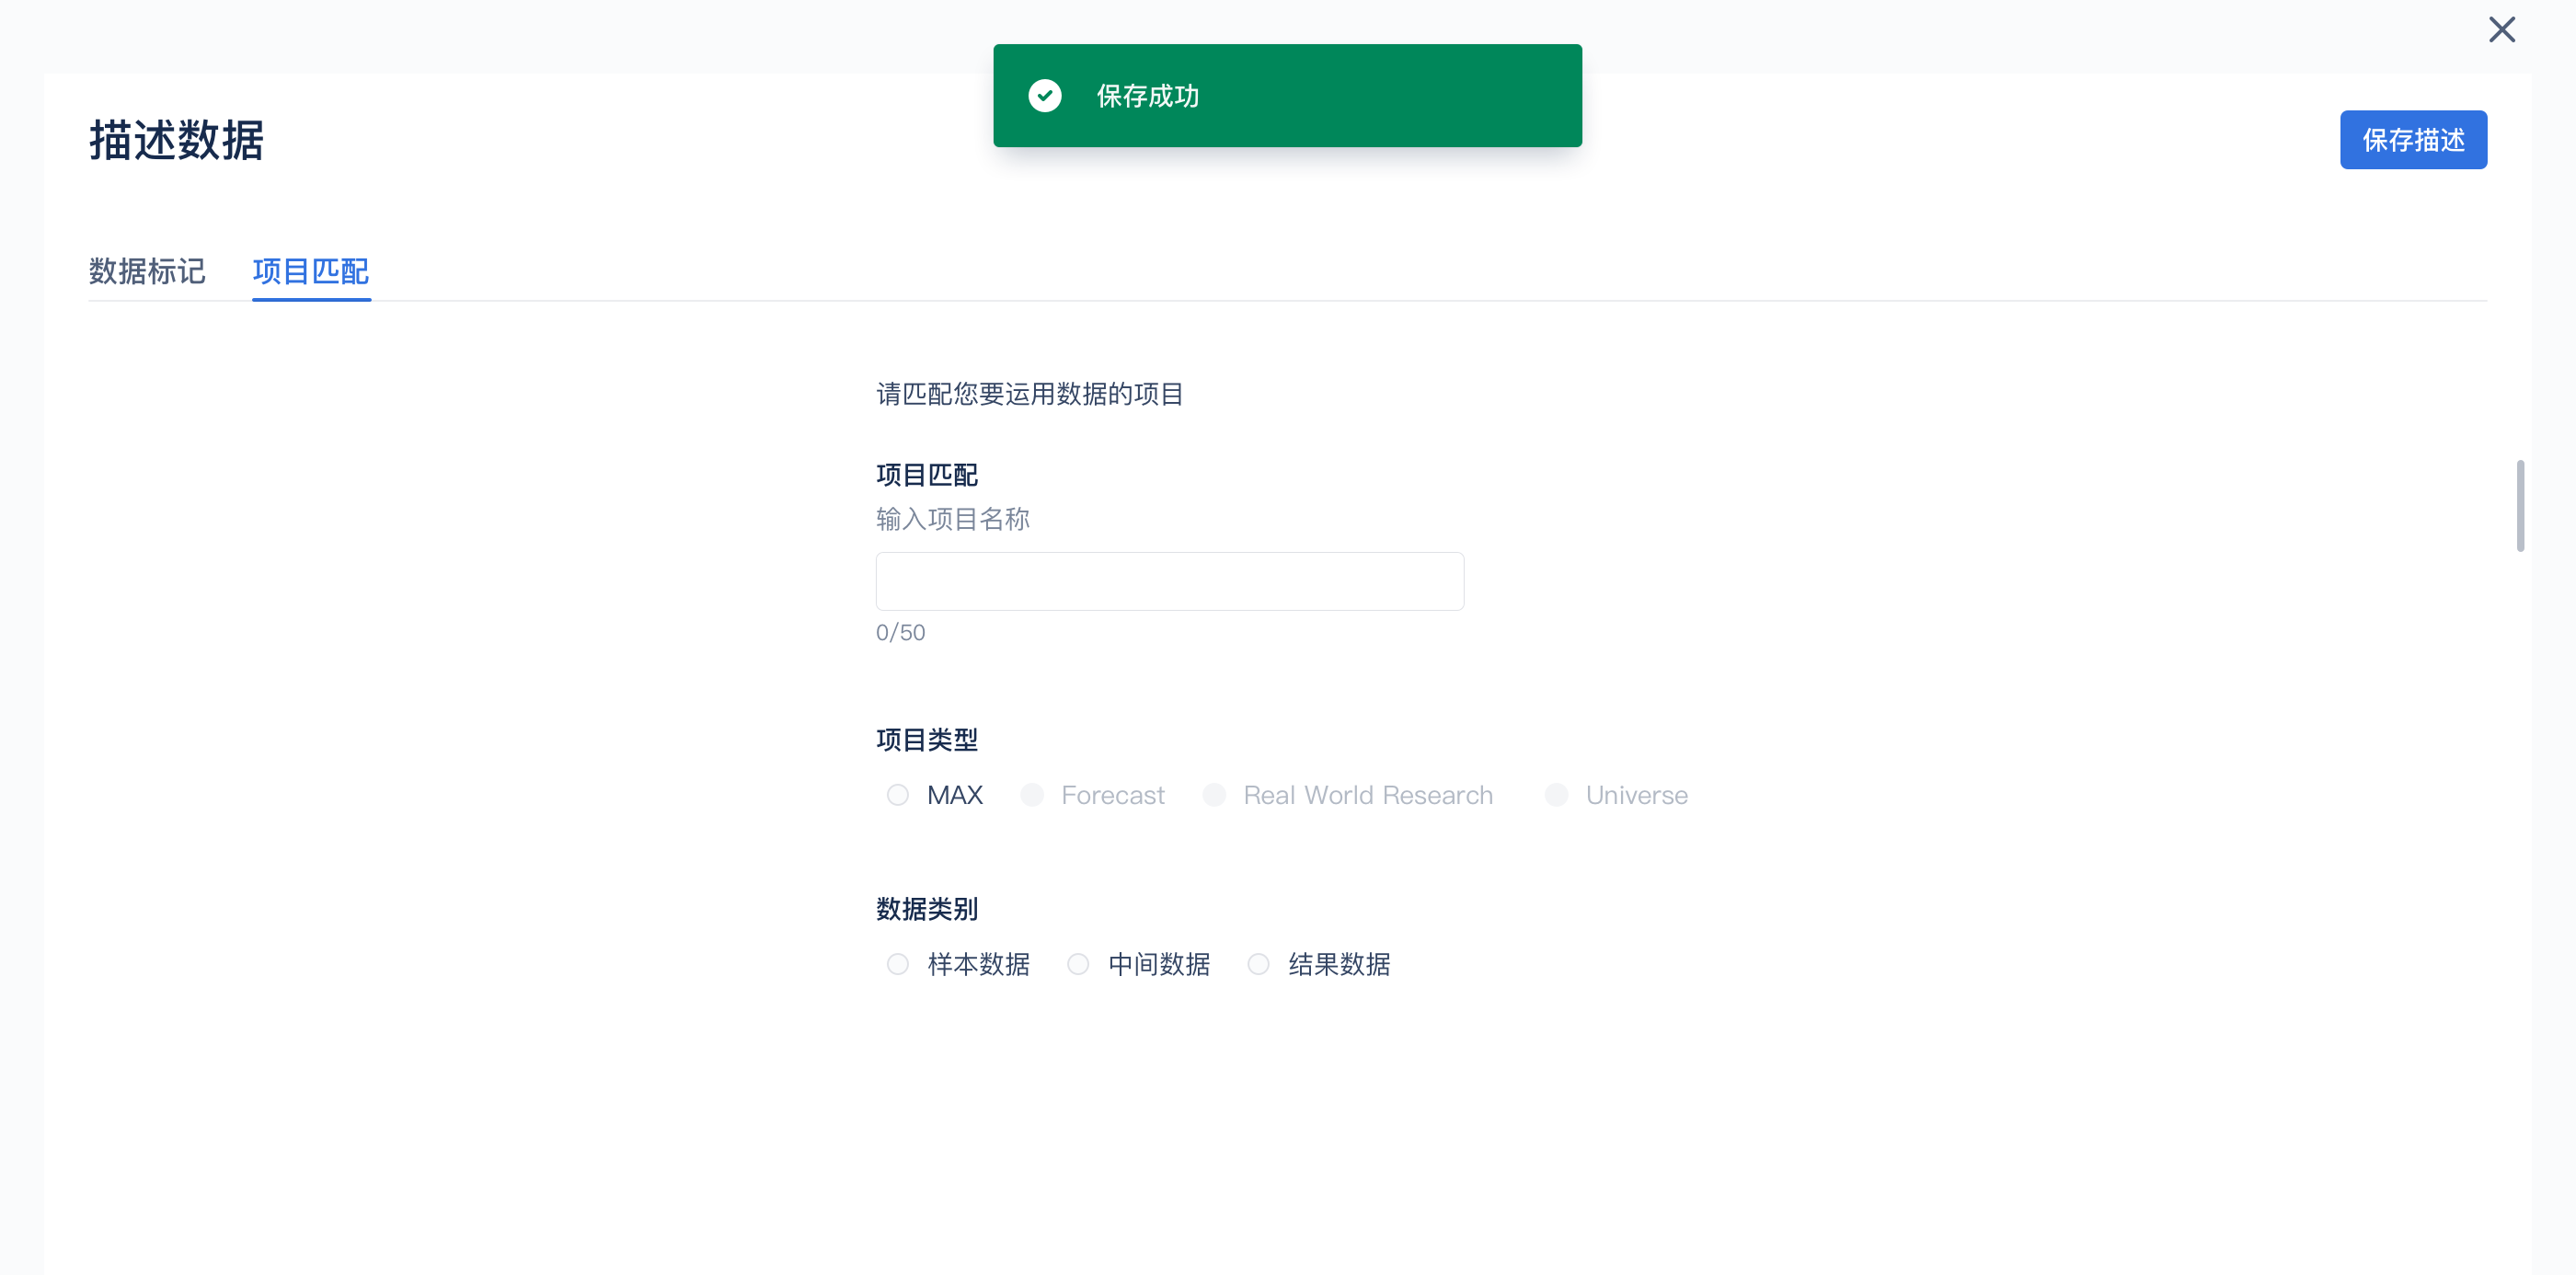 保存成功
描述数据
保存描述
数据标记 项目匹配
请匹配您要运用数据的项目
项目匹配
输入项目名称
0/50
项目类型
MAX Forecast Real World Research Universe
数据类别
样本数据 中间数据 结果数据